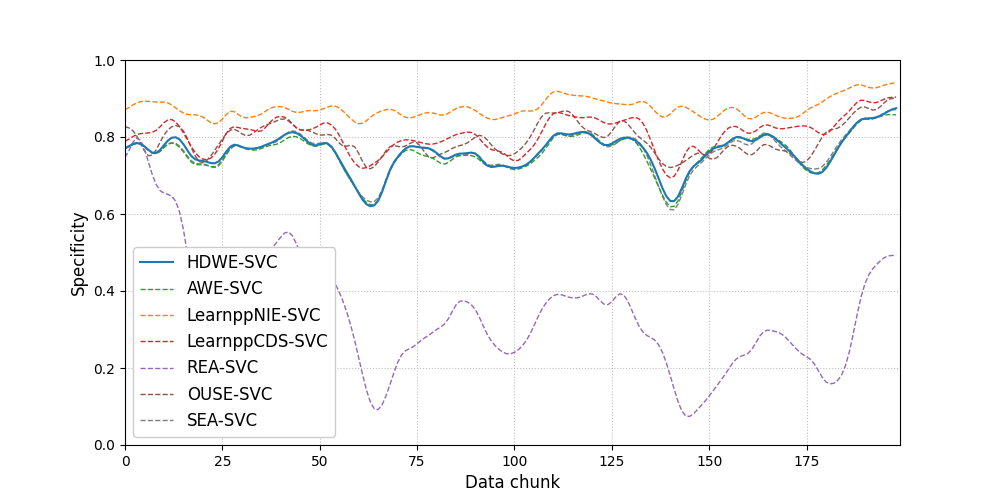 1.0
0.8
0.6
0.4
0.2
0.0
Specificity
HDWE-SVC
AWE-SVC
LearnppNIE-SVC
LearnppCDS-SVC
REA-SVC
OUSE-SVC
SEA-SVC
0 25 50 75 100 125 150 175
Data chunk